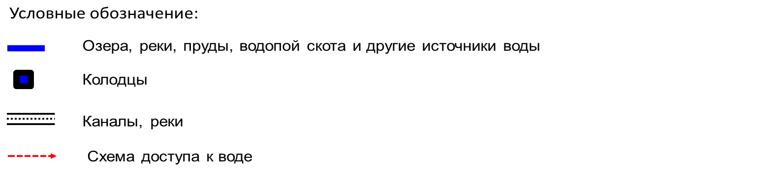 Условные обозначение:
Озера, реки, пруды, водопой скота и другие источники воды
Колодцы
Каналы, реки
Схема доступа к воде